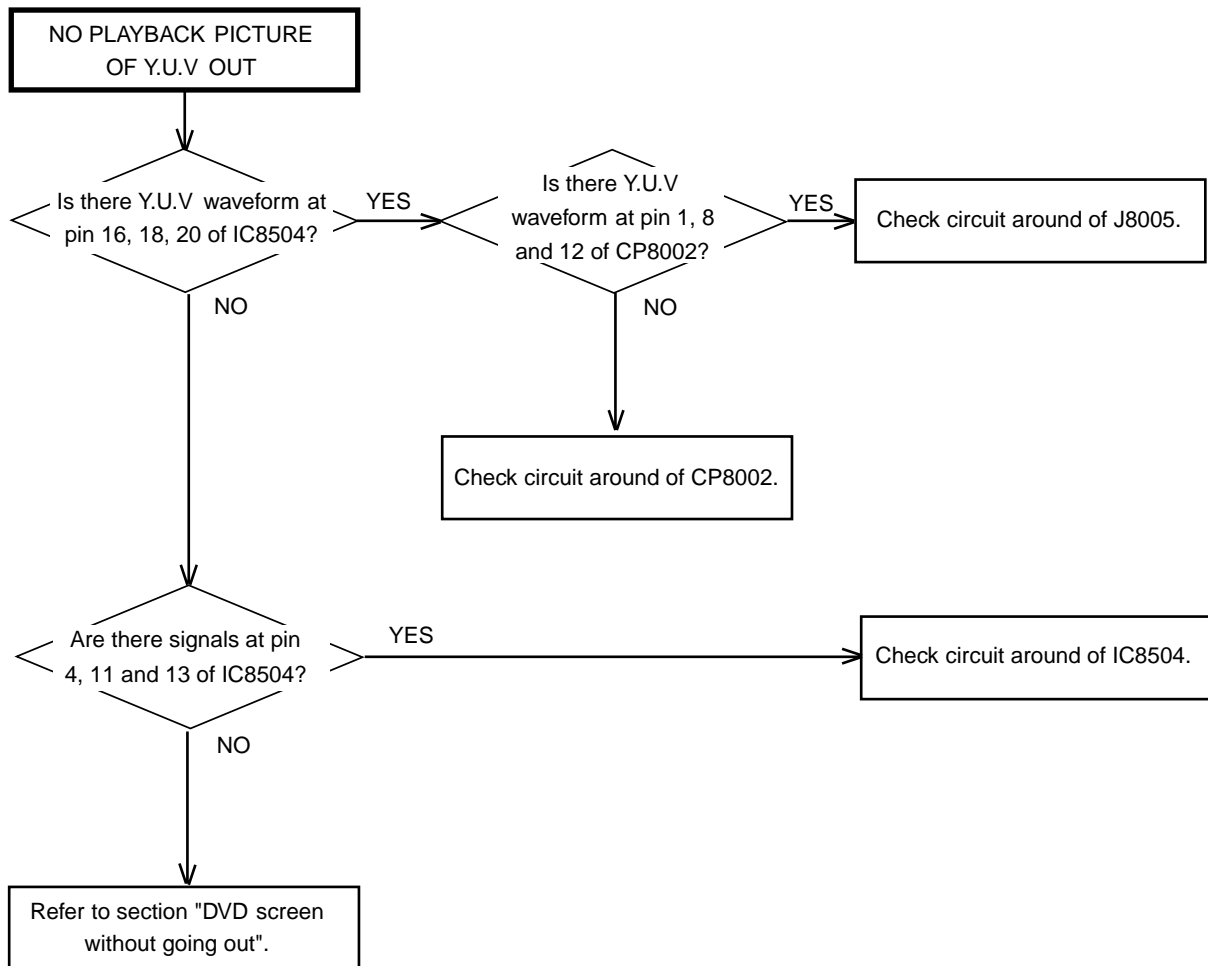 NO PLAYBACK PICTURE
OF Y.U.V OUT
Is there Y.U.V waveform at
pin 16, 18, 20 of IC8504?
YES
Is there Y.U.V
waveform at pin 1, 8
and 12 of CP8002?
YES
Check circuit around of J8005.
NO
NO
Check circuit around of CP8002.
Are there signals at pin
4, 11 and 13 of IC8504?
YES
Check circuit around of IC8504.
NO
Refer to section "DVD screen
without going out".